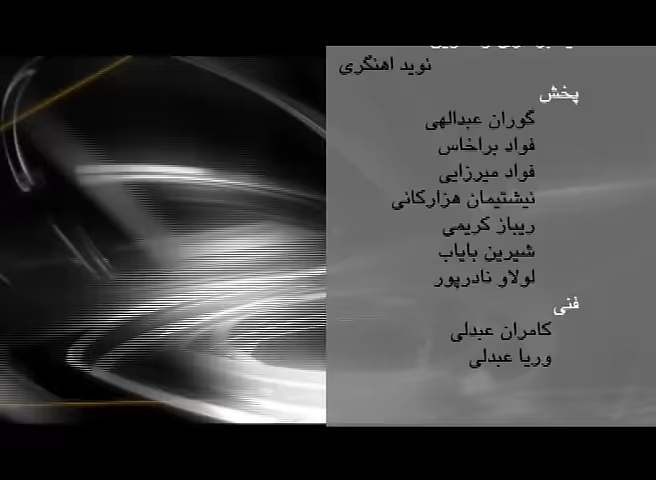 نوید اهنگری
پخش
گوران عبدالهی
فواد براخاس
فواد میرزایی
نیشتیمان هزارکانی
ریباز کریمی
شیرین بایاب
لولاو نادرپور
فنی
کامران عبدلی
وریا عبدلی